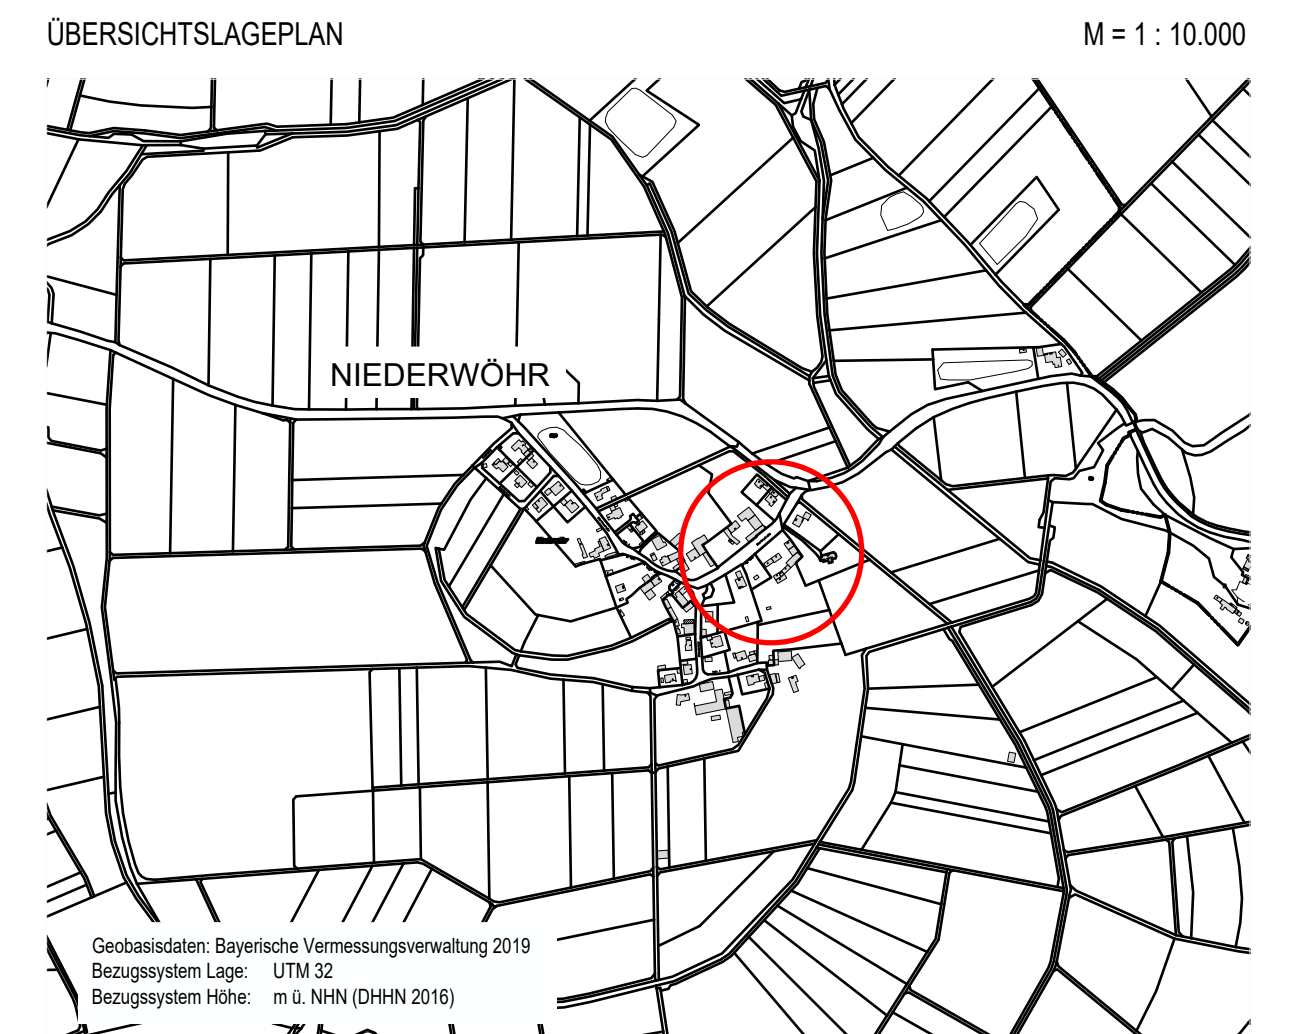 ÜBERSICHTSLAGEPLAN
M = 1 : 10.000
NIEDERWÖHR
Geobasisdaten: Bayerische Vermessungsverwaltung 2019
Bezugssystem Lage: UTM 32
Bezugssystem Höhe: m ü. NHN (DHHN 2016)